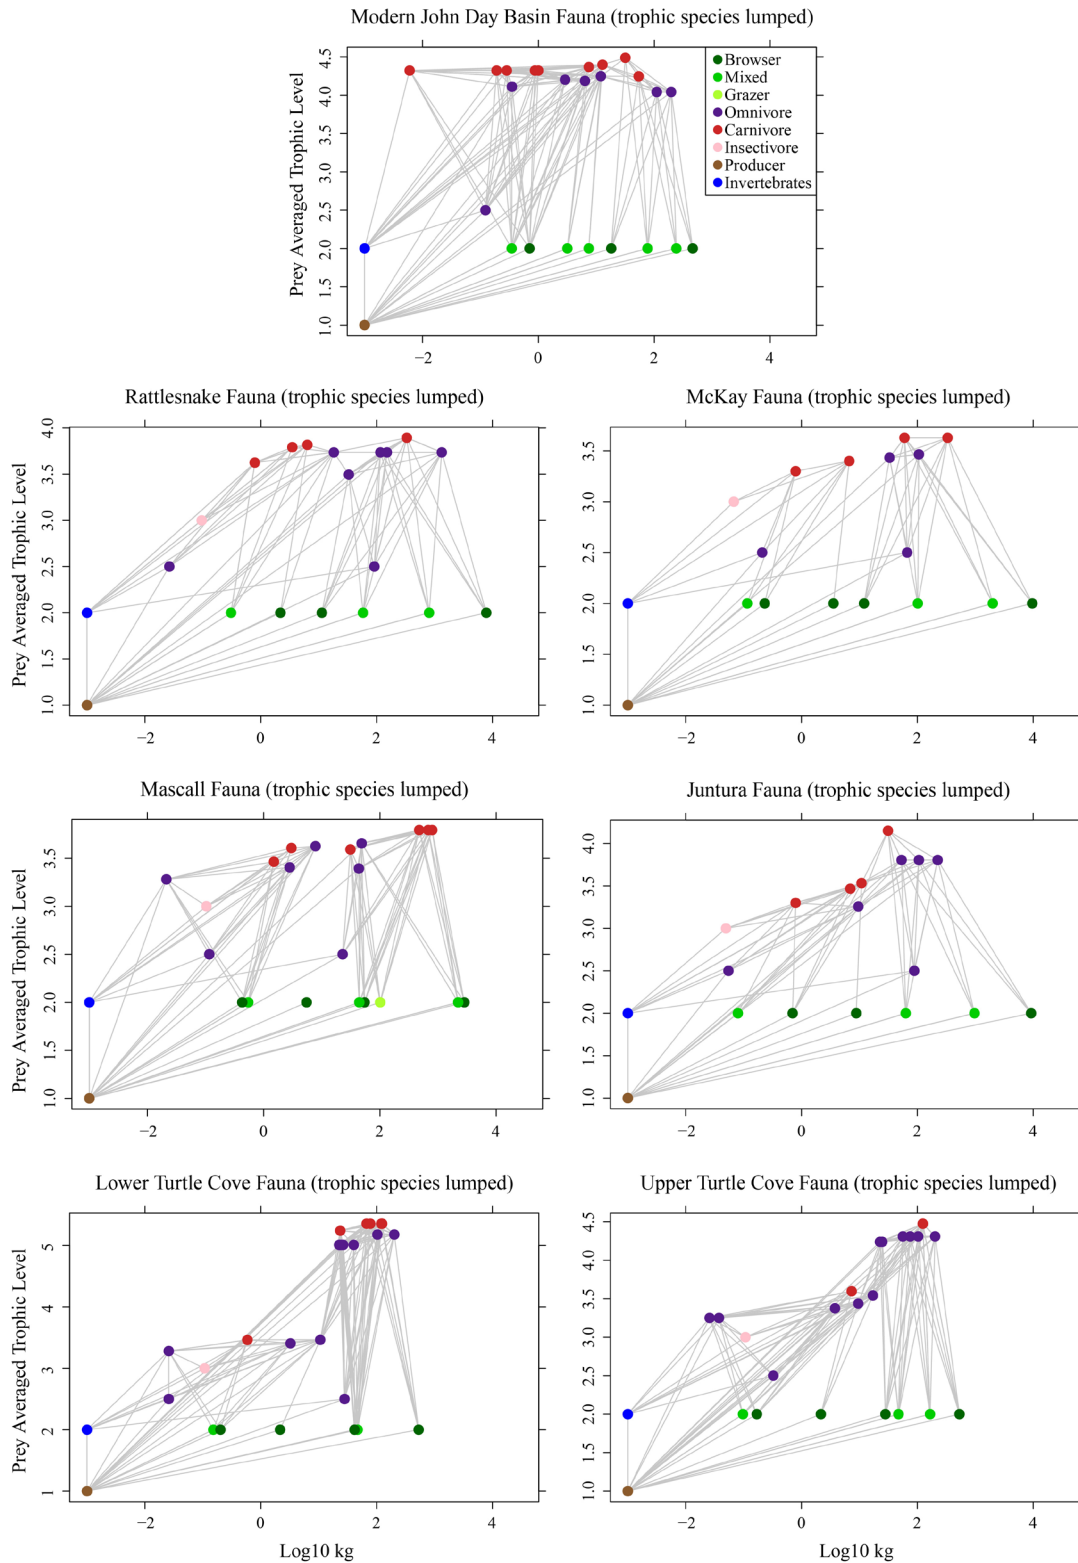 Modern John Day Basin Fauna (trophic species lumped)
Prey Averaged Trophic Level
4.5
4.0
3.5
3.0
2.5
2.0
1.5
1.0
−2 0 2 4
Browser
Mixed
Grazer
Omnivore
Carnivore
Insectivore
Producer
Invertebrates
Rattlesnake Fauna (trophic species lumped)
Prey Averaged Trophic Level
4.0
3.5
3.0
2.5
2.0
1.5
1.0
−2 0 2 4
McKay Fauna (trophic species lumped)
3.5
3.0
2.5
2.0
1.5
1.0
−2 0 2 4
Mascall Fauna (trophic species lumped)
Prey Averaged Trophic Level
3.5
3.0
2.5
2.0
1.5
1.0
−2 0 2 4
Juntura Fauna (trophic species lumped)
4.0
3.5
3.0
2.5
2.0
1.5
1.0
−2 0 2 4
Lower Turtle Cove Fauna (trophic species lumped)
Prey Averaged Trophic Level
5
4
3
2
1
−2 0 2 4
Log10 kg
Upper Turtle Cove Fauna (trophic species lumped)
4.5
4.0
3.5
3.0
2.5
2.0
1.5
1.0
−2 0 2 4
Log10 kg